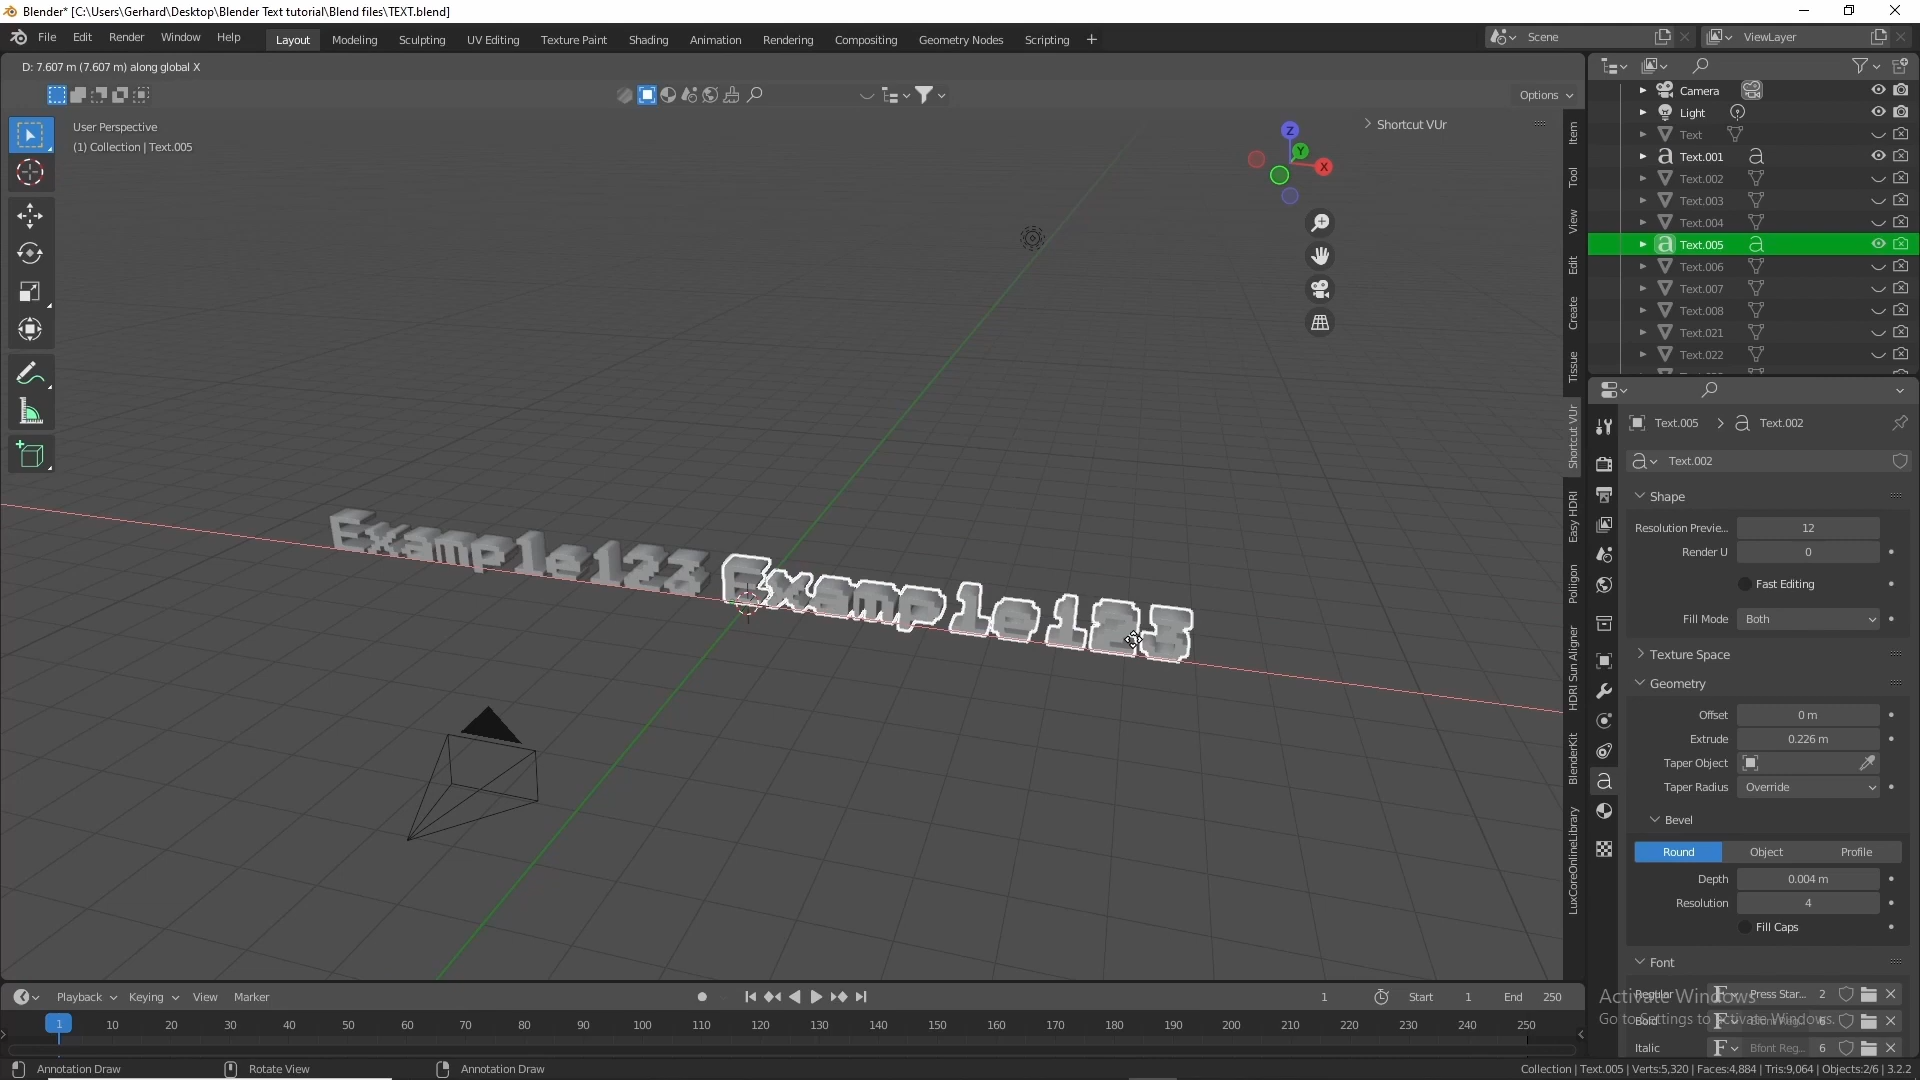 Blender* [C:\Users\Gerhard\Desktop\Blender Text tutorial\Blend files\TEXT.blend]
File Edit Render Window Help Layout Modeling Sculpting UV Editing Texture Paint Shading Animation Rendering Compositing Geometry Nodes Scripting + Scene ViewLayer
D: 7.607 m (7.607 m) along global X
Options
User Perspective
(1) Collection | Text.005
Shortcut VUr
Z
Y
X
Item
Tool
View
Edit
Create
Tissue
Shortcut VUr
Easy HDRI
Poliigon
HDRI Sun Aligner
BlenderKit
LuxCoreOnlineLibrary
Example123 Example123
Camera
Light
Text
Text.001
Text.002
Text.003
Text.004
Text.005
Text.006
Text.007
Text.008
Text.021
Text.022
Text.005 > Text.002
Text.002
Shape
Resolution Previe... 12
Render U 0
Fast Editing
Fill Mode Both
Texture Space
Geometry
Offset 0 m
Extrude 0.226 m
Taper Object
Taper Radius Override
Bevel
Round Object Profile
Depth 0.004 m
Resolution 4
Fill Caps
Font
Regular Press Star... 2
Bold 6
Italic Bfont Reg... 6
Activate Windows
Go to Settings to Activate Windows.
Playback Keying View Marker 1 Start 1 End 250
1 10 20 30 40 50 60 70 80 90 100 110 120 130 140 150 160 170 180 190 200 210 220 230 240 250
Annotation Draw Rotate View Annotation Draw Collection | Text.005 | Verts:5,320 | Faces:4,884 | Tris:9,064 | Objects:2/6 | 3.2.2